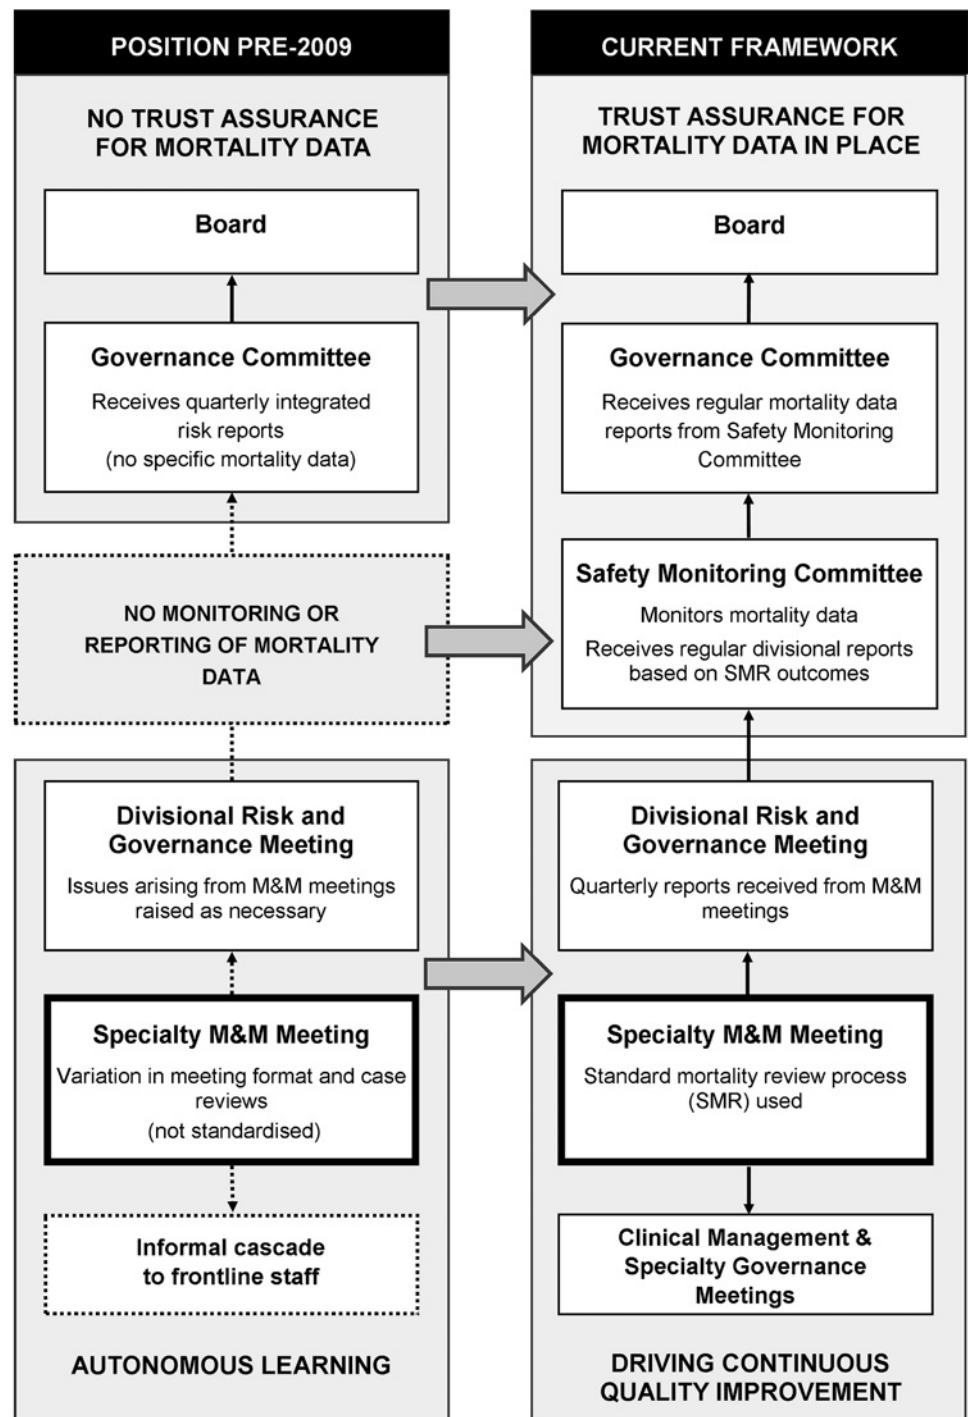 POSITION PRE-2009
NO TRUST ASSURANCE
FOR MORTALITY DATA
Board
Governance Committee
Receives quarterly integrated
risk reports
(no specific mortality data)
NO MONITORING OR
REPORTING OF MORTALITY
DATA
Divisional Risk and
Governance Meeting
Issues arising from M&M meetings
raised as necessary
Specialty M&M Meeting
Variation in meeting format and case
reviews
(not standardised)
Informal cascade
to frontline staff
AUTONOMOUS LEARNING
CURRENT FRAMEWORK
TRUST ASSURANCE FOR
MORTALITY DATA IN PLACE
Board
Governance Committee
Receives regular mortality data
reports from Safety Monitoring
Committee
Safety Monitoring Committee
Monitors mortality data
Receives regular divisional reports
based on SMR outcomes
Divisional Risk and
Governance Meeting
Quarterly reports received from M&M
meetings
Specialty M&M Meeting
Standard mortality review process
(SMR) used
Clinical Management &
Specialty Governance
Meetings
DRIVING CONTINUOUS
QUALITY IMPROVEMENT